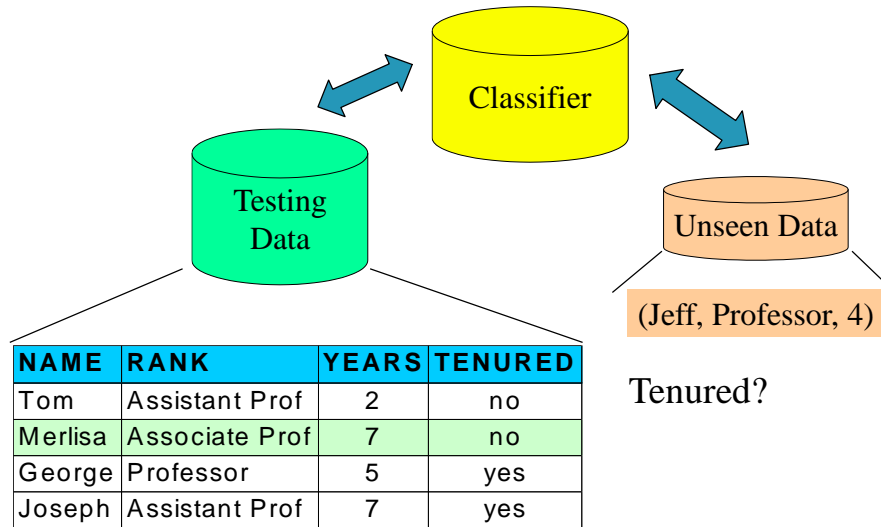 Classifier
Testing
Data
Unseen Data
(Jeff, Professor, 4)
NAME RANK YEARS TENURED
Tom Assistant Prof 2 no
Merlisa Associate Prof 7 no
George Professor 5 yes
Joseph Assistant Prof 7 yes
Tenured?